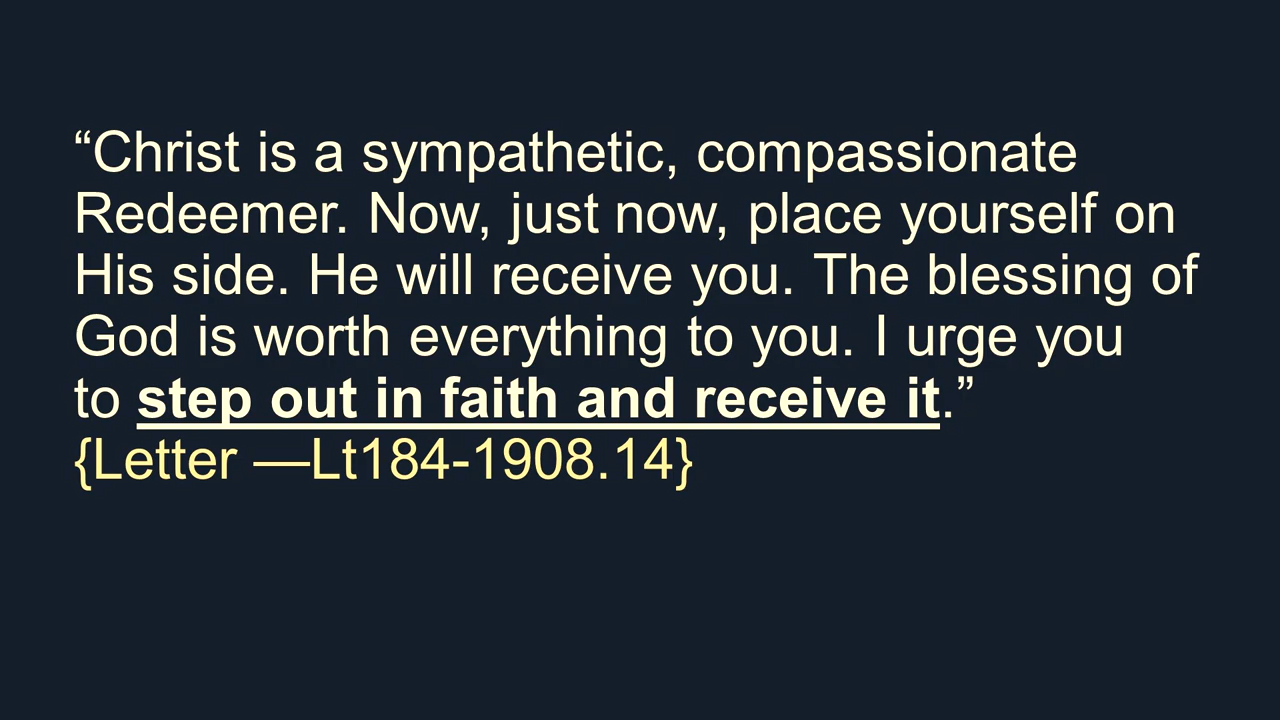 “Christ is a sympathetic, compassionate
Redeemer. Now, just now, place yourself on
His side. He will receive you. The blessing of
God is worth everything to you. I urge you
to step out in faith and receive it.”
{Letter —Lt184-1908.14}